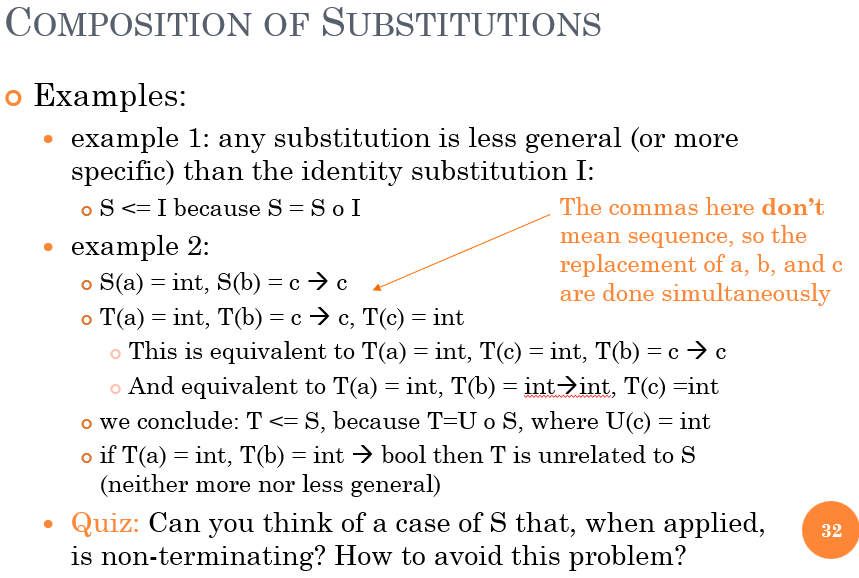 COMPOSITION OF SUBSTITUTIONS
Examples:
example 1: any substitution is less general (or more
specific) than the identity substitution I:
S <= I because S = S o I
The commas here don't
mean sequence, so the
replacement of a, b, and c
are done simultaneously
example 2:
S(a) = int, S(b) = c → c
T(a) = int, T(b) = c → c, T(c) = int
This is equivalent to T(a) = int, T(c) = int, T(b) = c → c
And equivalent to T(a) = int, T(b) = int→int, T(c) =int
we conclude: T <= S, because T=U o S, where U(c) = int
if T(a) = int, T(b) = int → bool then T is unrelated to S
(neither more nor less general)
Quiz: Can you think of a case of S that, when applied,
is non-terminating? How to avoid this problem?
32